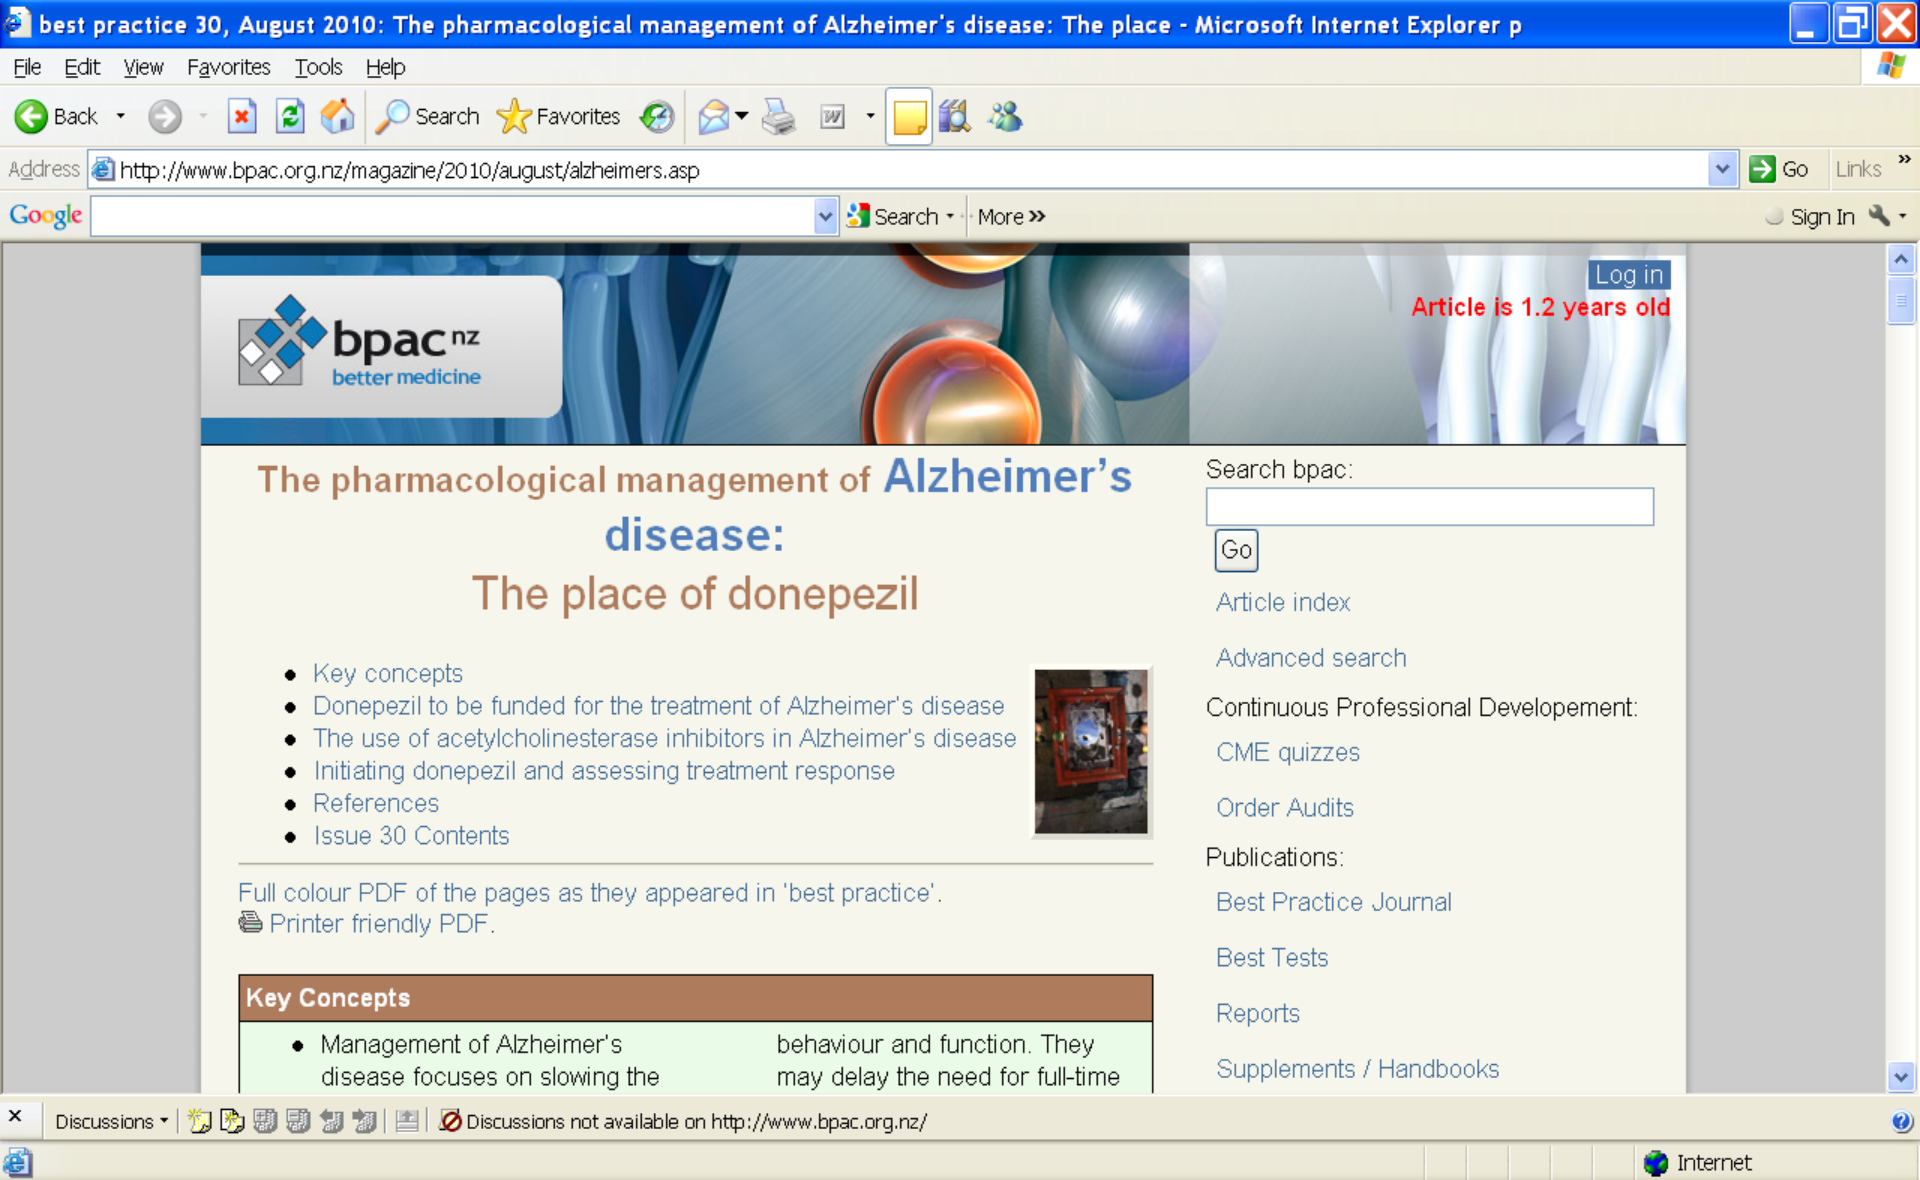 best practice 30, August 2010: The pharmacological management of Alzheimer's disease: The place - Microsoft Internet Explorer p
File Edit View Favorites Tools Help
Back Search Favorites
Address http://www.bpac.org.nz/magazine/2010/august/alzheimers.asp Go Links »
Google Search More » Sign In
Log in
Article is 1.2 years old
bpac nz
better medicine
The pharmacological management of Alzheimer's
disease:
The place of donepezil
• Key concepts
• Donepezil to be funded for the treatment of Alzheimer's disease
• The use of acetylcholinesterase inhibitors in Alzheimer's disease
• Initiating donepezil and assessing treatment response
• References
• Issue 30 Contents
Full colour PDF of the pages as they appeared in 'best practice'.
Printer friendly PDF.
Key Concepts
• Management of Alzheimer's
disease focuses on slowing the
behaviour and function. They
may delay the need for full-time
Search bpac:
Go
Article index
Advanced search
Continuous Professional Developement:
CME quizzes
Order Audits
Publications:
Best Practice Journal
Best Tests
Reports
Supplements / Handbooks
× Discussions Discussions not available on http://www.bpac.org.nz/
Internet